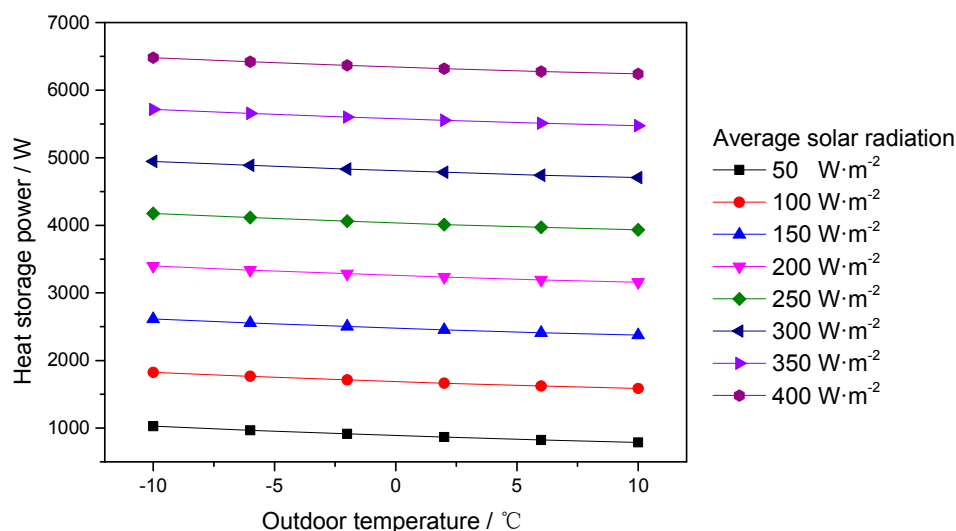 7000
6000
5000
4000
3000
2000
1000
Heat storage power / W
-10
-5
0
5
10
Outdoor temperature / ℃
Average solar radiation
50 W·m⁻²
100 W·m⁻²
150 W·m⁻²
200 W·m⁻²
250 W·m⁻²
300 W·m⁻²
350 W·m⁻²
400 W·m⁻²